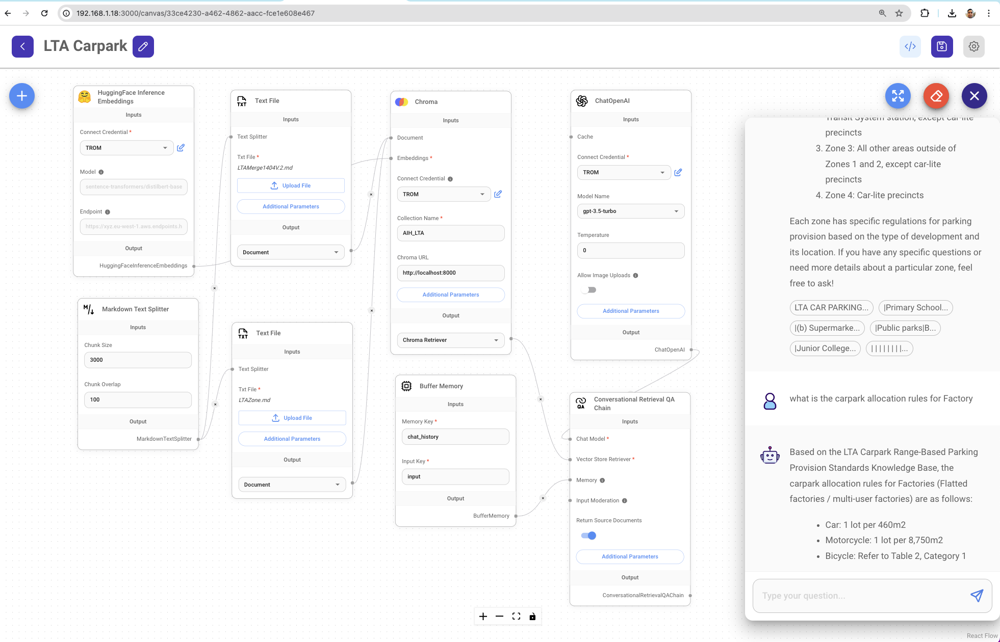 192.168.1.18:3000/canvas/33ce4230-a462-4862-aacc-fce1e608e467
LTA Carpark
HuggingFace Inference
Embeddings
Inputs
Connect Credential *
TROM
Model
sentence-transformers/distilbert-base
Endpoint
https://xyz.eu-west-1.aws.endpoints.h
Output
HuggingFaceInferenceEmbeddings
Markdown Text Splitter
Inputs
Chunk Size
3000
Chunk Overlap
100
Output
MarkdownTextSplitter
TXT
Text File
Inputs
Text Splitter
Txt File *
LTAMerge1404V.2.md
Upload File
Additional Parameters
Output
Document
TXT
Text File
Inputs
Text Splitter
Txt File *
LTAZone.md
Upload File
Additional Parameters
Output
Document
Chroma
Inputs
Document
Embeddings *
Connect Credential
TROM
Collection Name *
AIH_LTA
Chroma URL
http://localhost:8000
Additional Parameters
Output
Chroma Retriever
Buffer Memory
Inputs
Memory Key *
chat_history
Input Key *
input
Output
BufferMemory
ChatOpenAI
Inputs
Cache
Connect Credential *
TROM
Model Name
gpt-3.5-turbo
Temperature
0
Allow Image Uploads
Additional Parameters
Output
ChatOpenAI
QA
Conversational Retrieval QA
Chain
Inputs
Chat Model *
Vector Store Retriever *
Memory
Input Moderation
Return Source Documents
Additional Parameters
Output
ConversationalRetrievalQAChain
Transit System station, except car-lite
precincts
3. Zone 3: All other areas outside of
Zones 1 and 2, except car-lite
precincts
4. Zone 4: Car-lite precincts
Each zone has specific regulations for parking
provision based on the type of development and
its location. If you have any specific questions or
need more details about a particular zone, feel
free to ask!
LTA CAR PARKING... |Primary School...
|(b) Supermarke... |Public parks|B...
|Junior College... | | | | | | | |...
what is the carpark allocation rules for Factory
Based on the LTA Carpark Range-Based Parking
Provision Standards Knowledge Base, the
carpark allocation rules for Factories (Flatted
factories / multi-user factories) are as follows:
• Car: 1 lot per 460m2
• Motorcycle: 1 lot per 8,750m2
• Bicycle: Refer to Table 2, Category 1
Type your question...
React Flow